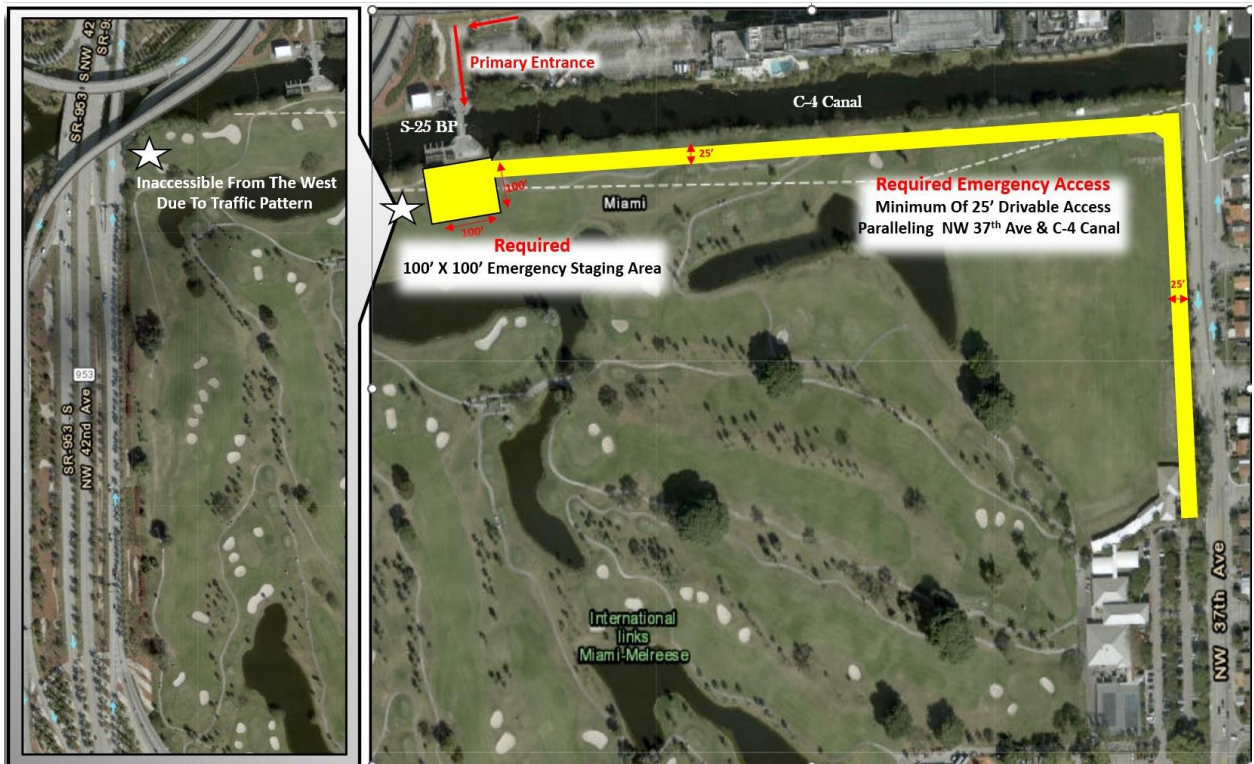 SR-953 S
NW 42
SR-95
Inaccessible From The West
Due To Traffic Pattern
953
SR-953 S
NW 42nd Ave
Primary Entrance
S-25 BP
C-4 Canal
25'
100'
100'
Miami
Required
100' X 100' Emergency Staging Area
Required Emergency Access
Minimum Of 25' Drivable Access
Paralleling NW 37th Ave & C-4 Canal
25'
International
links
Miami-Melreese
NW 37th Ave